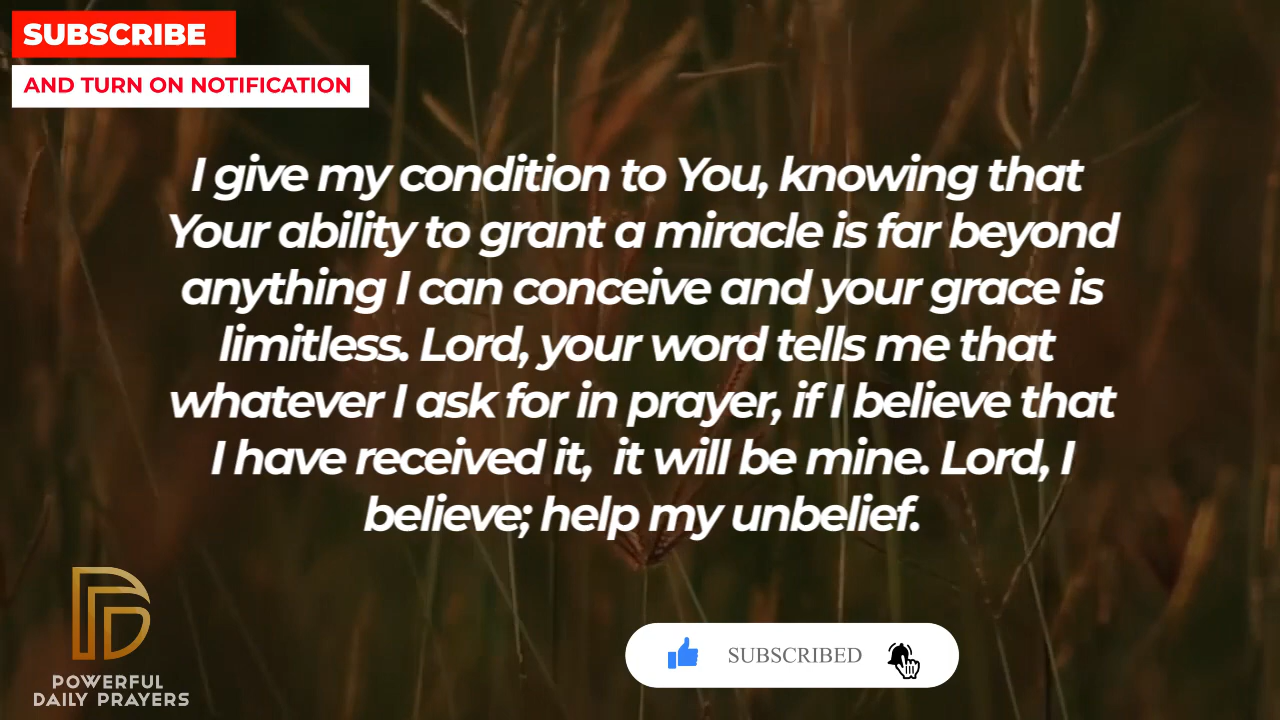 SUBSCRIBE
AND TURN ON NOTIFICATION
I give my condition to You, knowing that
Your ability to grant a miracle is far beyond
anything I can conceive and your grace is
limitless. Lord, your word tells me that
whatever I ask for in prayer, if I believe that
I have received it,  it will be mine. Lord, I
believe; help my unbelief.
POWERFUL
DAILY PRAYERS
SUBSCRIBED